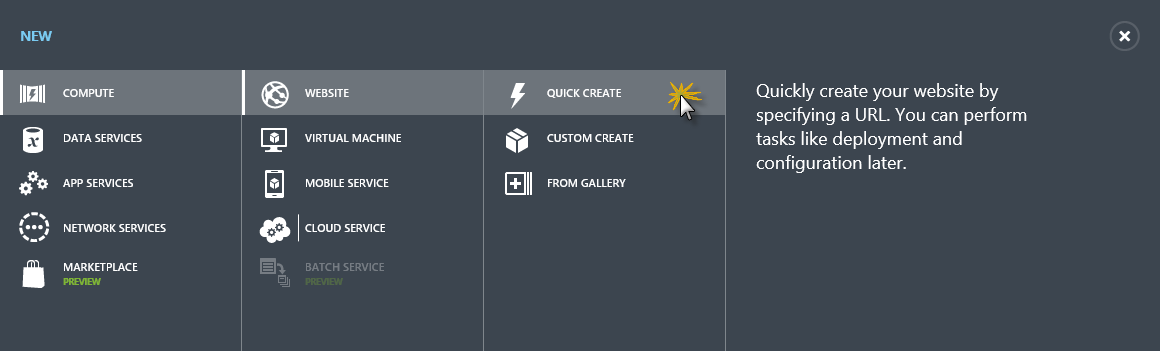 NEW
COMPUTE
DATA SERVICES
APP SERVICES
NETWORK SERVICES
MARKETPLACE
PREVIEW
WEBSITE
VIRTUAL MACHINE
MOBILE SERVICE
CLOUD SERVICE
BATCH SERVICE
PREVIEW
QUICK CREATE
CUSTOM CREATE
FROM GALLERY
Quickly create your website by
specifying a URL. You can perform
tasks like deployment and
configuration later.